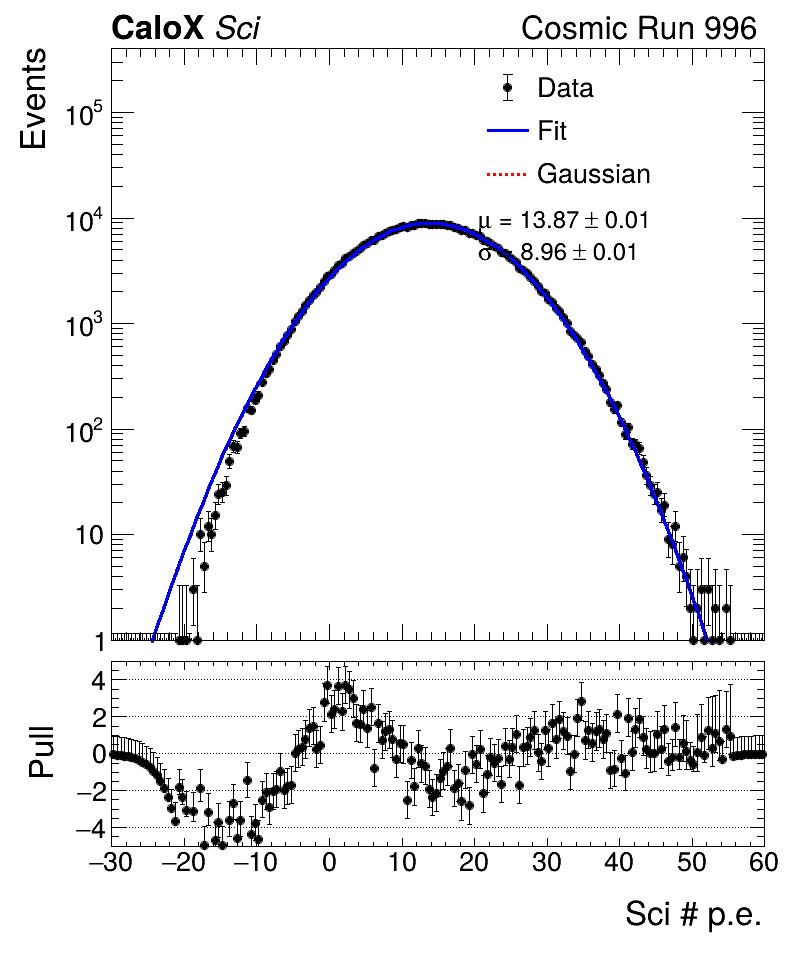 CaloX Sci Cosmic Run 996
Events
Data
Fit
Gaussian
μ = 13.87 ± 0.01
σ = 8.96 ± 0.01
10⁵
10⁴
10³
10²
10
1
Pull
4
2
0
−2
−4
−30 −20 −10 0 10 20 30 40 50 60
Sci # p.e.